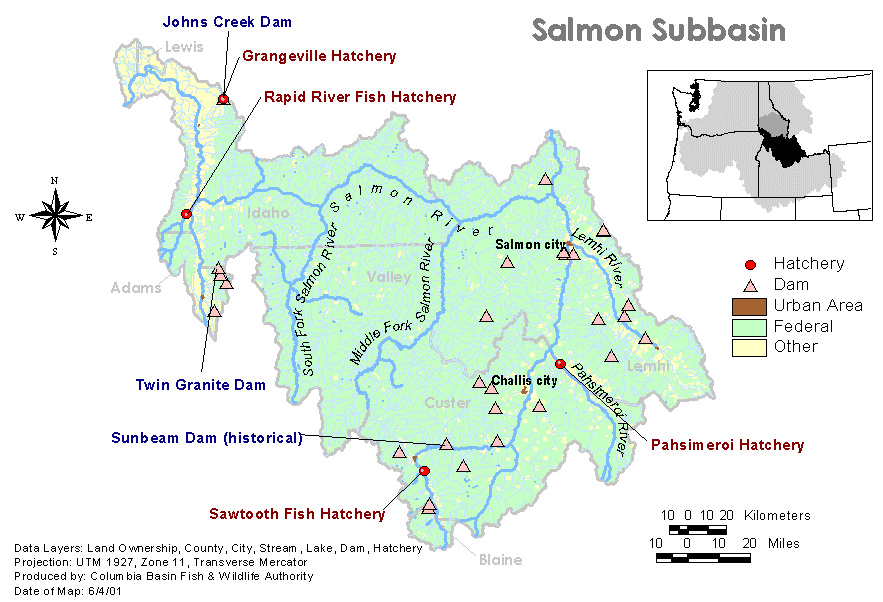 Salmon Subbasin
Johns Creek Dam
Lewis
Grangeville Hatchery
Rapid River Fish Hatchery
N
W E
S
Idaho
Salmon River
Salmon city
Lemhi River
Adams
Valley
South Fork Salmon River
Middle Fork Salmon River
Hatchery
Dam
Urban Area
Federal
Other
Twin Granite Dam
Challis city
Lemhi
Custer
Pahsimeroi River
Sunbeam Dam (historical)
Pahsimeroi Hatchery
Sawtooth Fish Hatchery
Blaine
10 0 10 20 Kilometers
10 0 10 20 Miles
Data Layers: Land Ownership, County, City, Stream, Lake, Dam, Hatchery
Projection: UTM 1927, Zone 11, Transverse Mercator
Produced by: Columbia Basin Fish & Wildlife Authority
Date of Map: 6/4/01